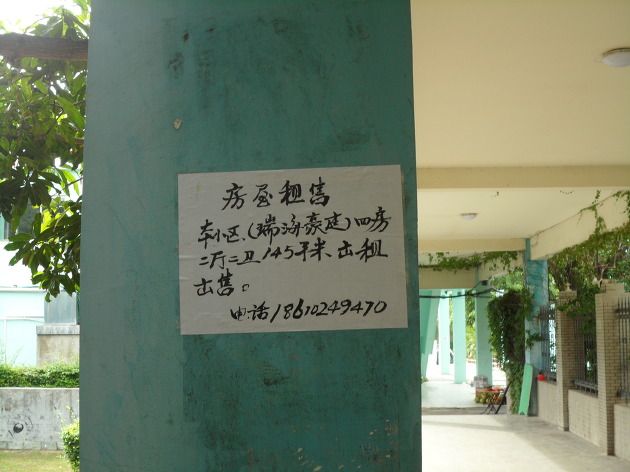 房屋租售
本小区、(瑞海豪庭)四房
二厅二卫145平米、出租
出售。
电话18610249470